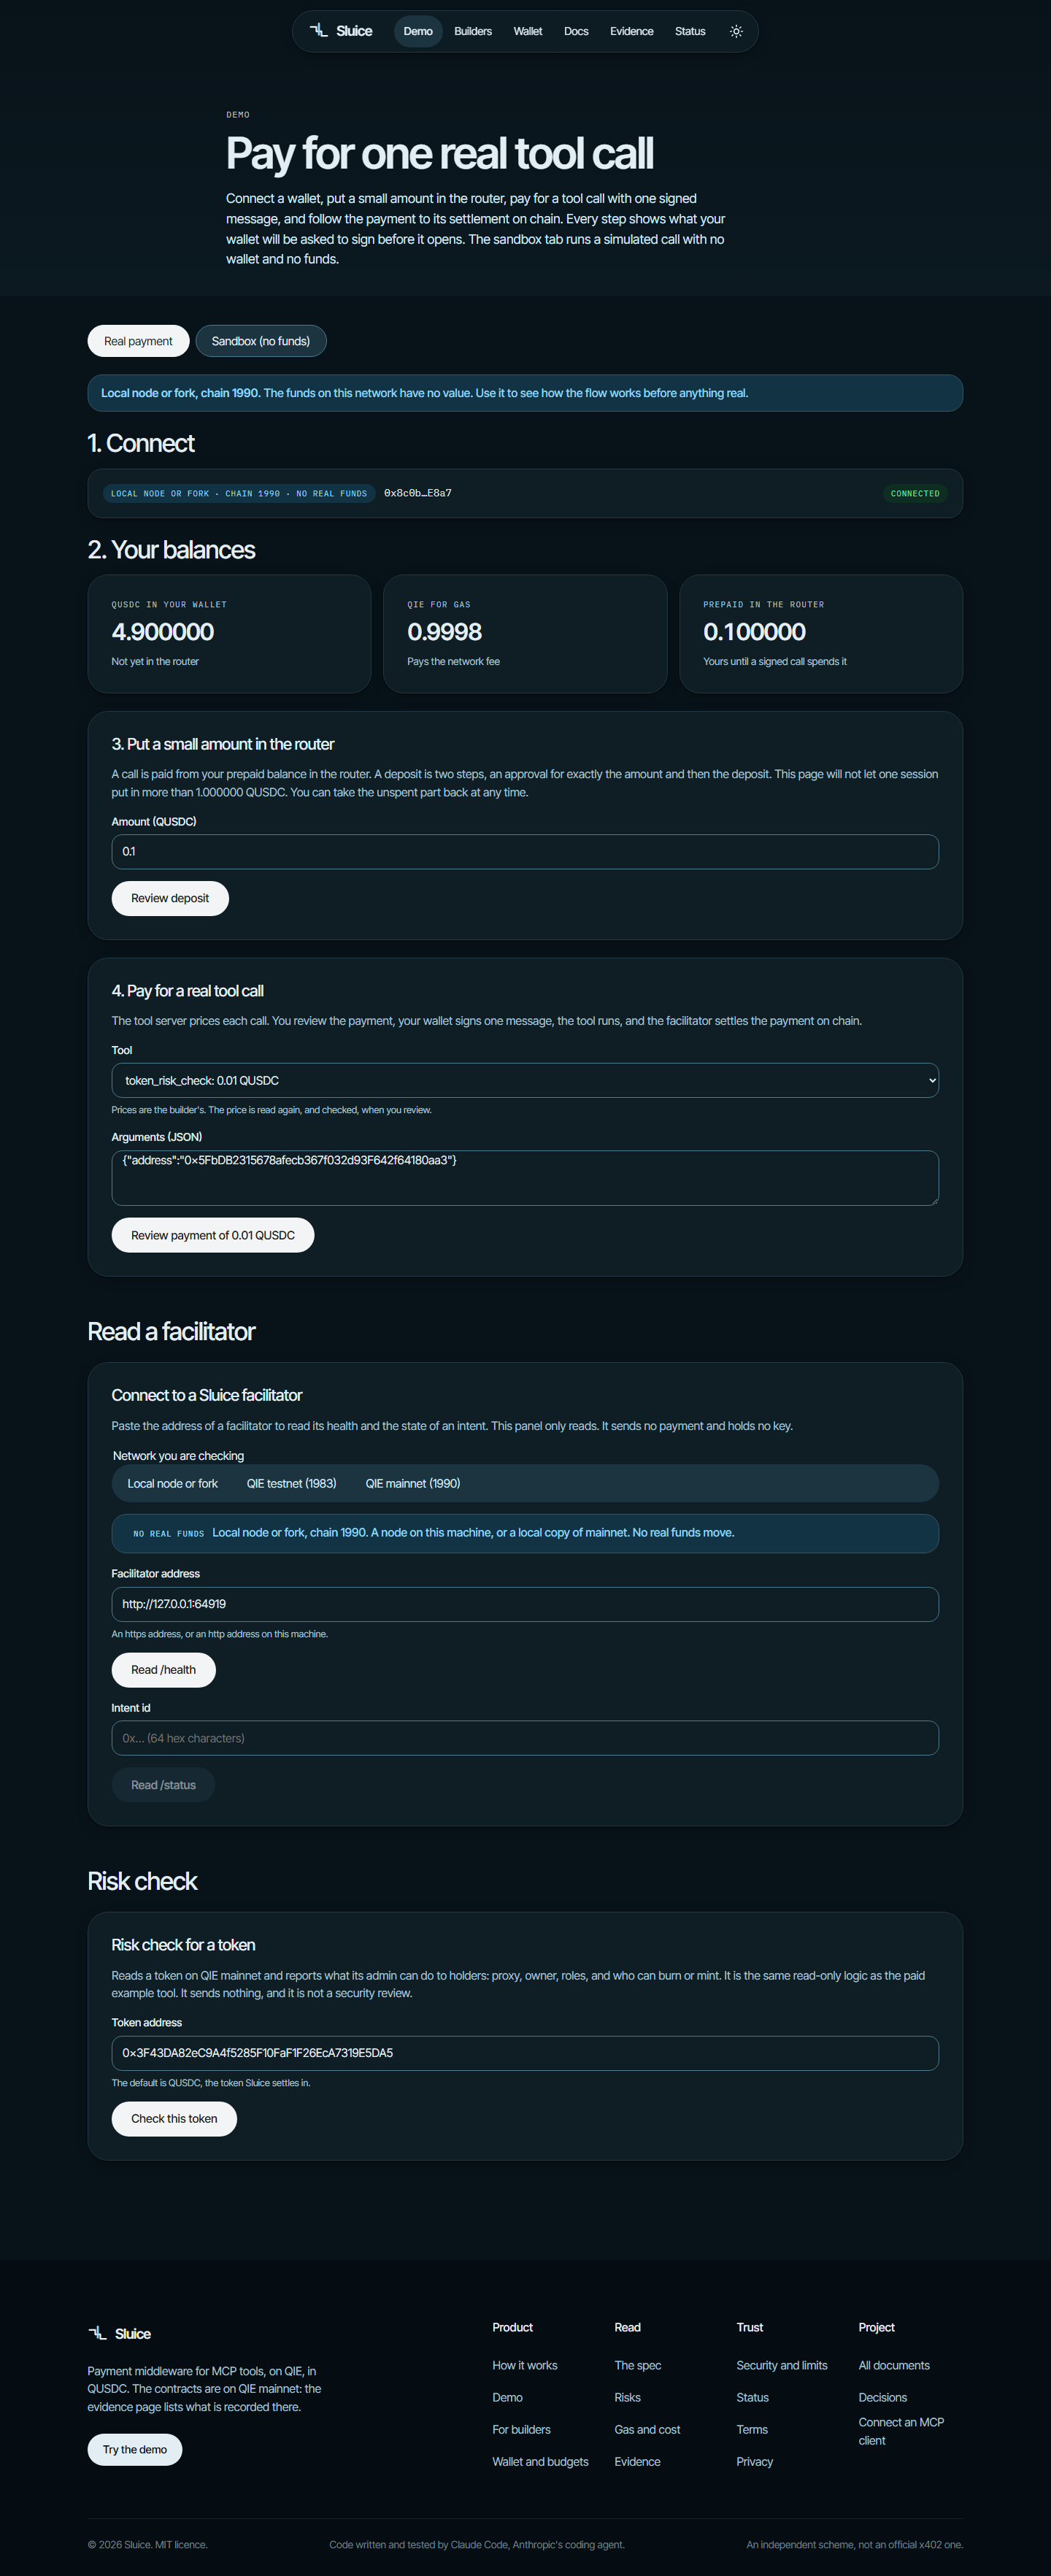 Sluice
Demo
Builders
Wallet
Docs
Evidence
Status
DEMO
Pay for one real tool call
Connect a wallet, put a small amount in the router, pay for a tool call with one signed
message, and follow the payment to its settlement on chain. Every step shows what your
wallet will be asked to sign before it opens. The sandbox tab runs a simulated call with no
wallet and no funds.
Real payment
Sandbox (no funds)
Local node or fork, chain 1990. The funds on this network have no value. Use it to see how the flow works before anything real.
1. Connect
LOCAL NODE OR FORK · CHAIN 1990 · NO REAL FUNDS
0x8c0b…E8a7
CONNECTED
2. Your balances
QUSDC IN YOUR WALLET
4.900000
Not yet in the router
QIE FOR GAS
0.9998
Pays the network fee
PREPAID IN THE ROUTER
0.100000
Yours until a signed call spends it
3. Put a small amount in the router
A call is paid from your prepaid balance in the router. A deposit is two steps, an approval for exactly the amount and then the deposit. This page will not let one session
put in more than 1.000000 QUSDC. You can take the unspent part back at any time.
Amount (QUSDC)
0.1
Review deposit
4. Pay for a real tool call
The tool server prices each call. You review the payment, your wallet signs one message, the tool runs, and the facilitator settles the payment on chain.
Tool
token_risk_check: 0.01 QUSDC
Prices are the builder's. The price is read again, and checked, when you review.
Arguments (JSON)
{"address":"0x5FbDB2315678afecb367f032d93F642f64180aa3"}
Review payment of 0.01 QUSDC
Read a facilitator
Connect to a Sluice facilitator
Paste the address of a facilitator to read its health and the state of an intent. This panel only reads. It sends no payment and holds no key.
Network you are checking
Local node or fork
QIE testnet (1983)
QIE mainnet (1990)
NO REAL FUNDS
Local node or fork, chain 1990. A node on this machine, or a local copy of mainnet. No real funds move.
Facilitator address
http://127.0.0.1:64919
An https address, or an http address on this machine.
Read /health
Intent id
0x… (64 hex characters)
Read /status
Risk check
Risk check for a token
Reads a token on QIE mainnet and reports what its admin can do to holders: proxy, owner, roles, and who can burn or mint. It is the same read-only logic as the paid
example tool. It sends nothing, and it is not a security review.
Token address
0x3F43DA82eC9A4f5285F10FaF1F26EcA7319E5DA5
The default is QUSDC, the token Sluice settles in.
Check this token
Sluice
Payment middleware for MCP tools, on QIE, in
QUSDC. The contracts are on QIE mainnet: the
evidence page lists what is recorded there.
Try the demo
Product
How it works
Demo
For builders
Wallet and budgets
Read
The spec
Risks
Gas and cost
Evidence
Trust
Security and limits
Status
Terms
Privacy
Project
All documents
Decisions
Connect an MCP
client
© 2026 Sluice. MIT licence.
Code written and tested by Claude Code, Anthropic's coding agent.
An independent scheme, not an official x402 one.